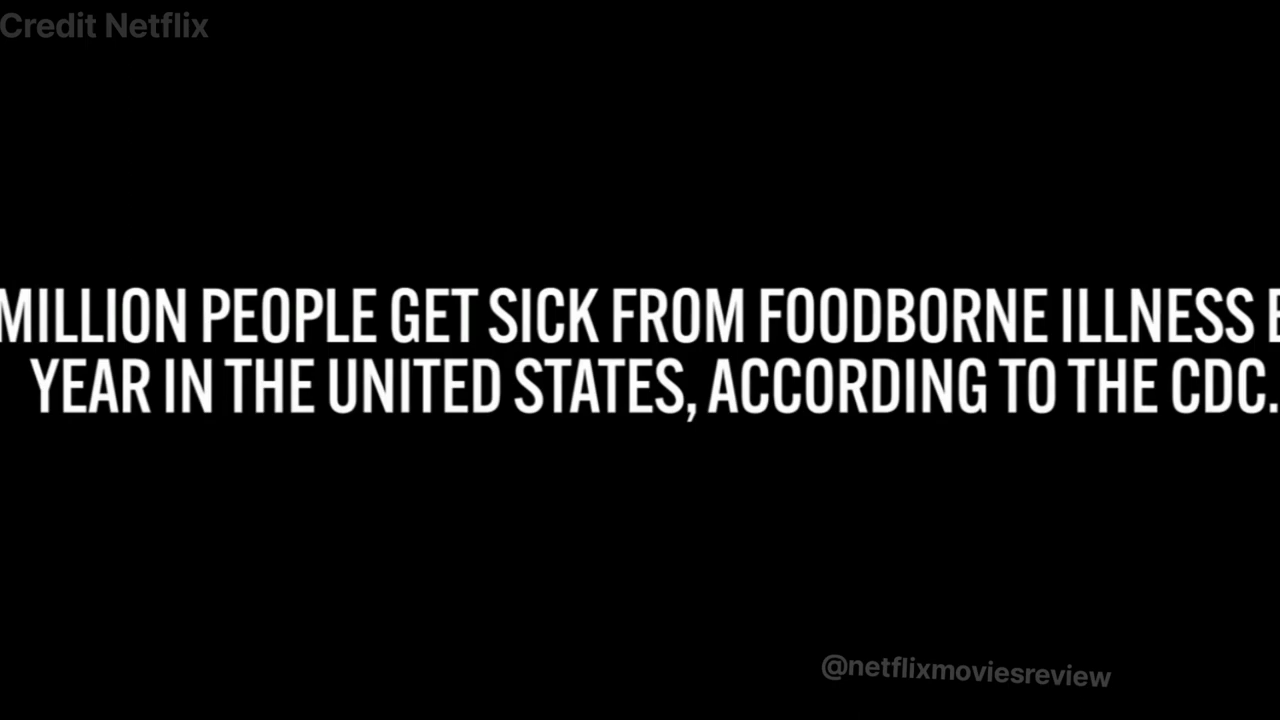 Credit Netflix
MILLION PEOPLE GET SICK FROM FOODBORNE ILLNESS
YEAR IN THE UNITED STATES, ACCORDING TO THE CDC.
@netflixmoviesreview